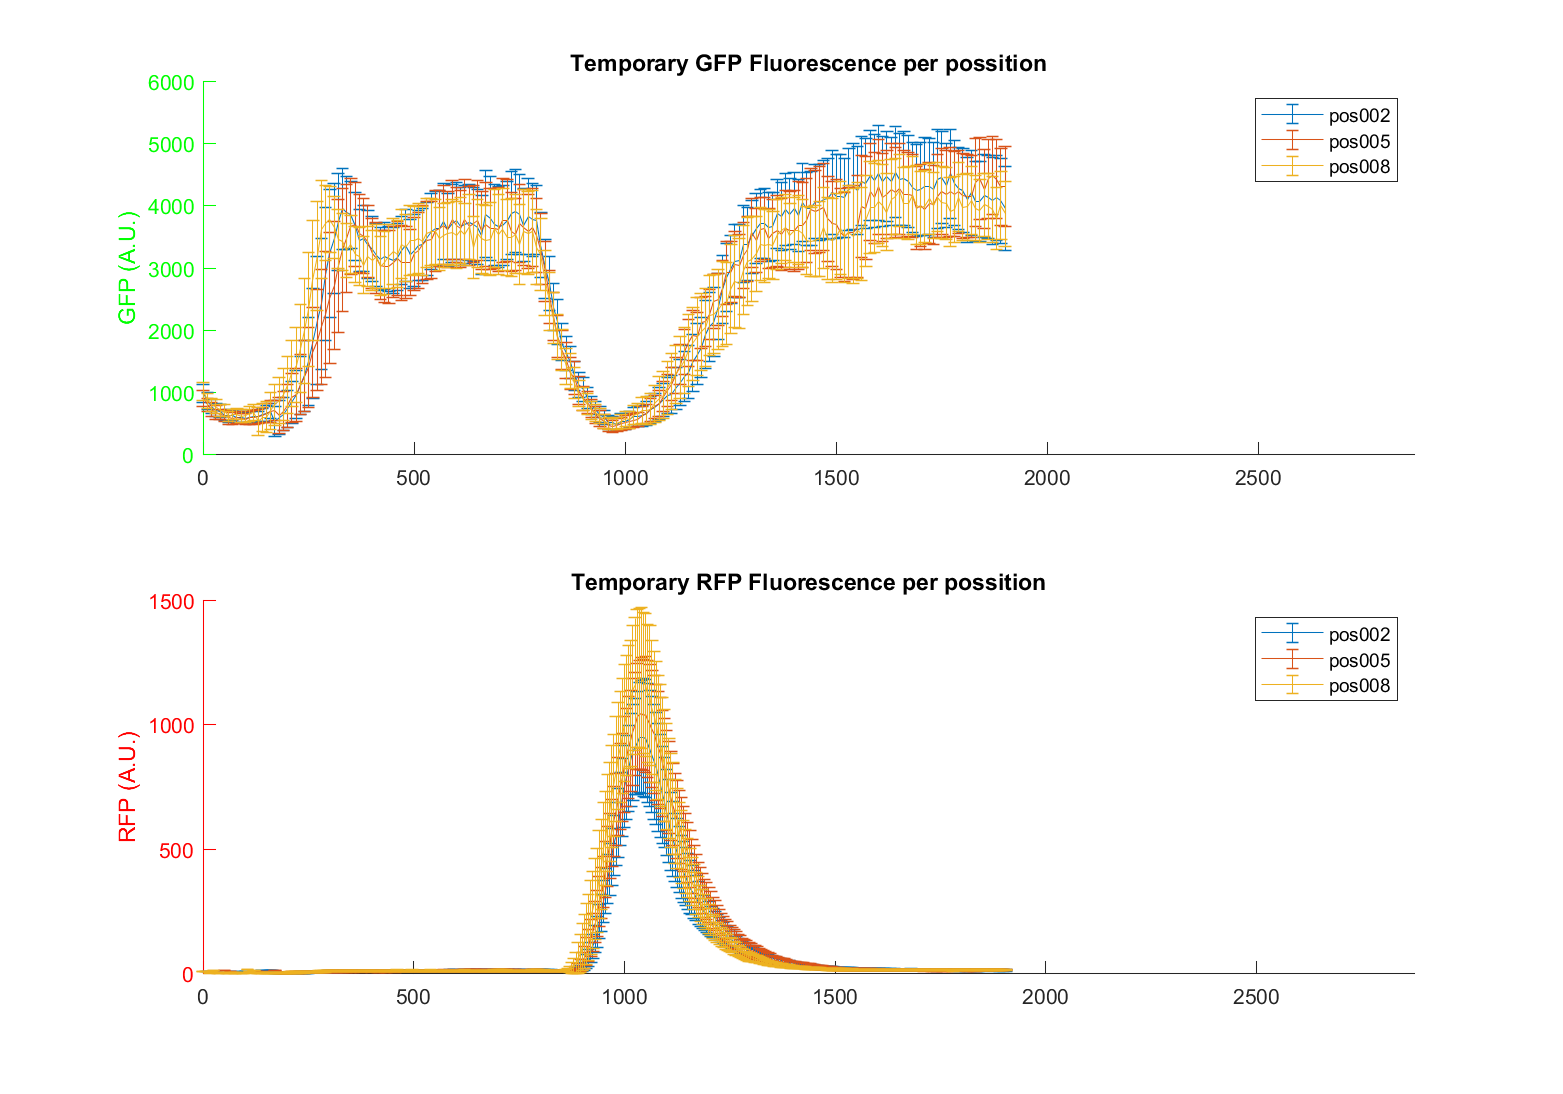 Temporary GFP Fluorescence per possition
6000
5000
4000
3000
2000
1000
0
GFP (A.U.)
0 500 1000 1500 2000 2500
pos002
pos005
pos008
Temporary RFP Fluorescence per possition
1500
1000
500
0
RFP (A.U.)
0 500 1000 1500 2000 2500
pos002
pos005
pos008